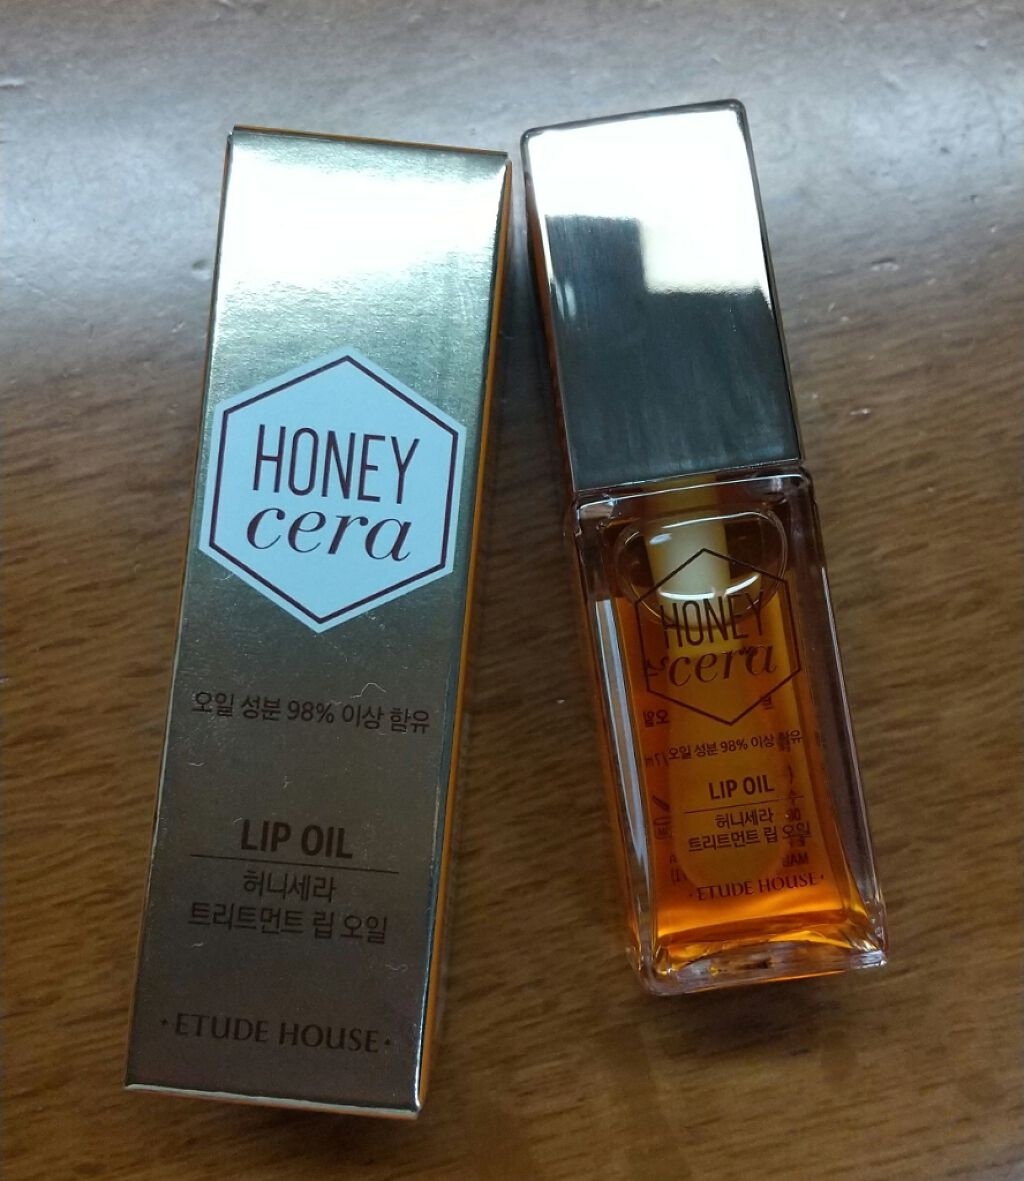 HONEY
cera
오일 성분 98% 이상 함유
LIP OIL
허니세라
트리트먼트 립 오일
ETUDE HOUSE
HONEY
cera
오일 성분 98% 이상 함유
LIP OIL
허니세라
트리트먼트 립 오일
ETUDE HOUSE